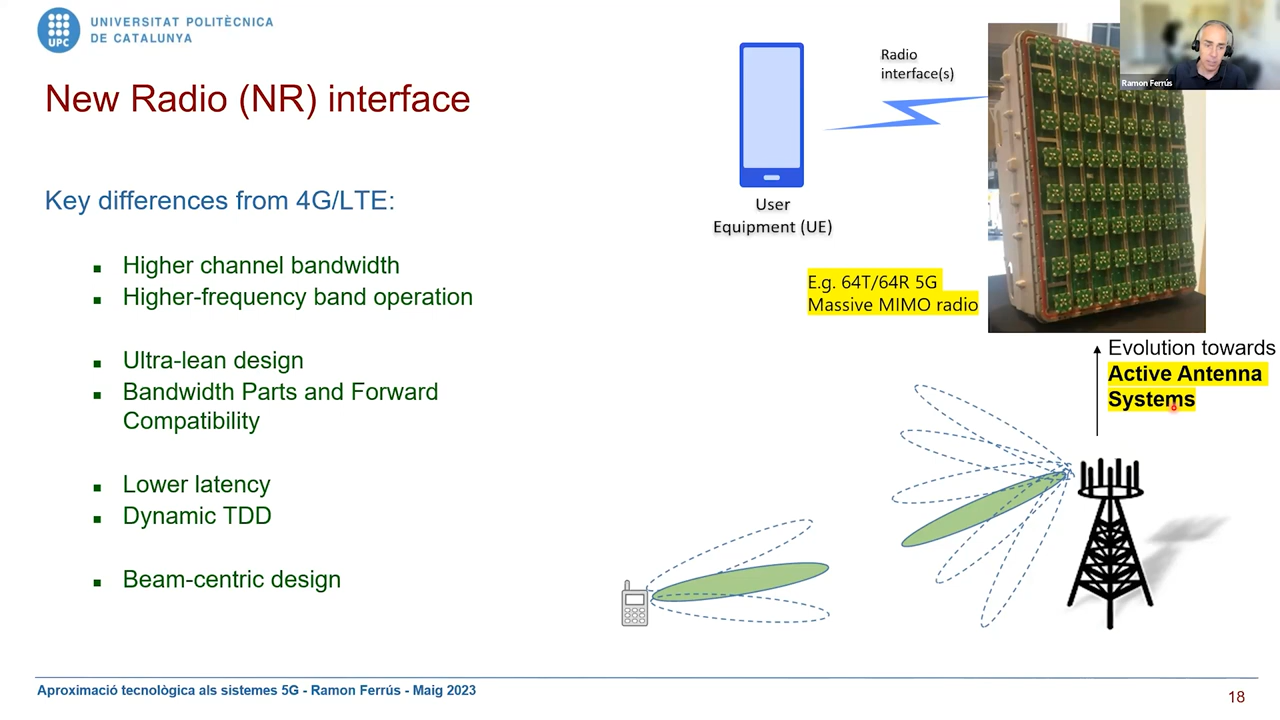 UNIVERSITAT POLITÈCNICA
DE CATALUNYA
UPC
New Radio (NR) interface
Key differences from 4G/LTE:
Higher channel bandwidth
Higher-frequency band operation
Ultra-lean design
Bandwidth Parts and Forward
Compatibility
Lower latency
Dynamic TDD
Beam-centric design
Radio
interface(s)
User
Equipment (UE)
E.g. 64T/64R 5G
Massive MIMO radio
Ramon Ferrús
Evolution towards
Active Antenna
Systems
Aproximació tecnològica als sistemes 5G - Ramon Ferrús - Maig 2023
18